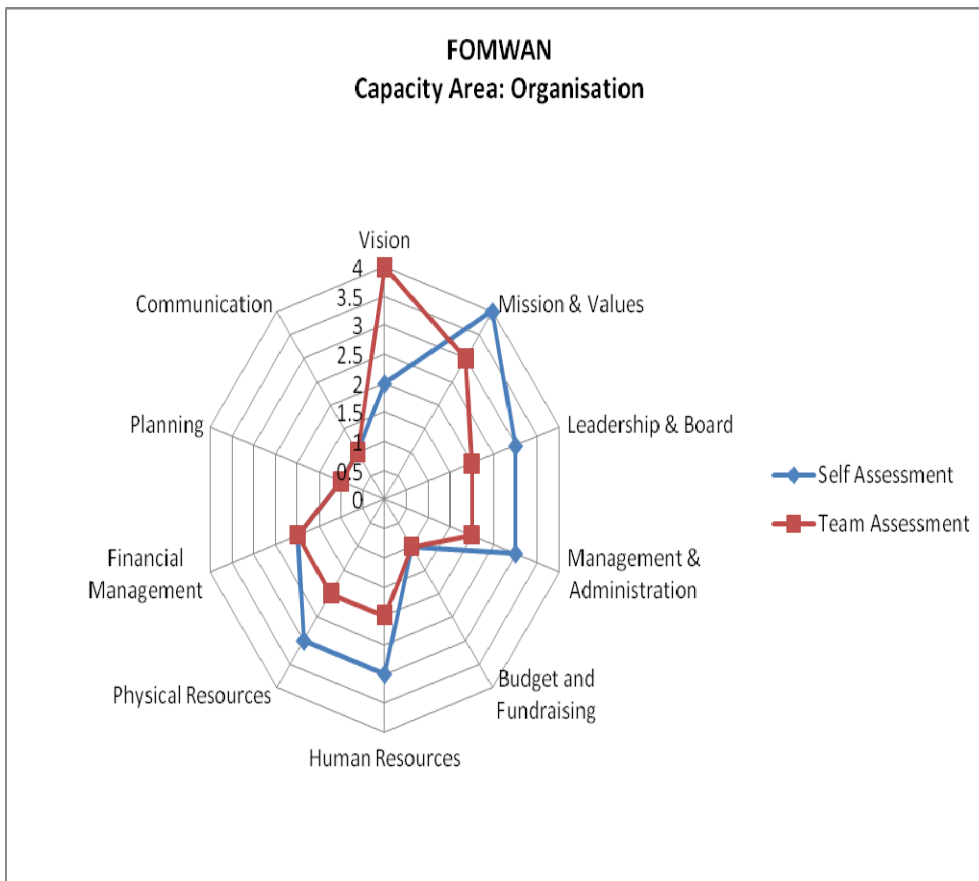 FOMWAN
Capacity Area: Organisation
Vision
4
3.5
3
2.5
2
1.5
1
0.5
0
Mission & Values
Leadership & Board
Management &
Administration
Budget and
Fundraising
Human Resources
Physical Resources
Financial
Management
Planning
Communication
Self Assessment
Team Assessment